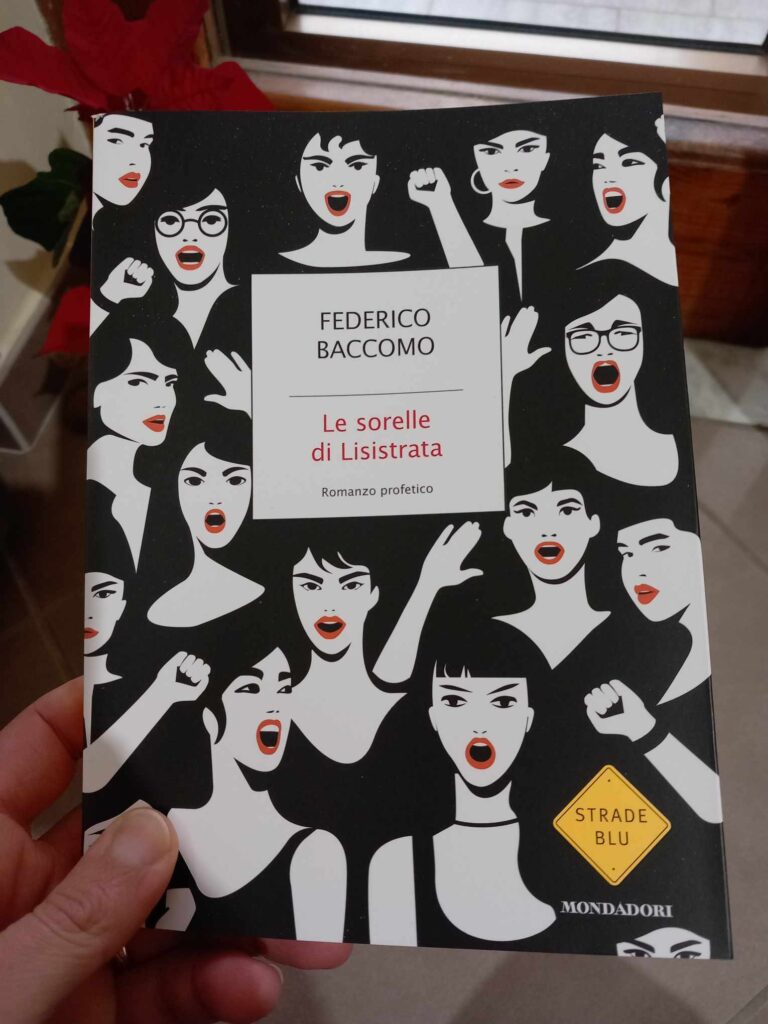 FEDERICO
BACCOMO
Le sorelle
di Lisistrata
Romanzo profetico
STRADE
BLU
MONDADORI